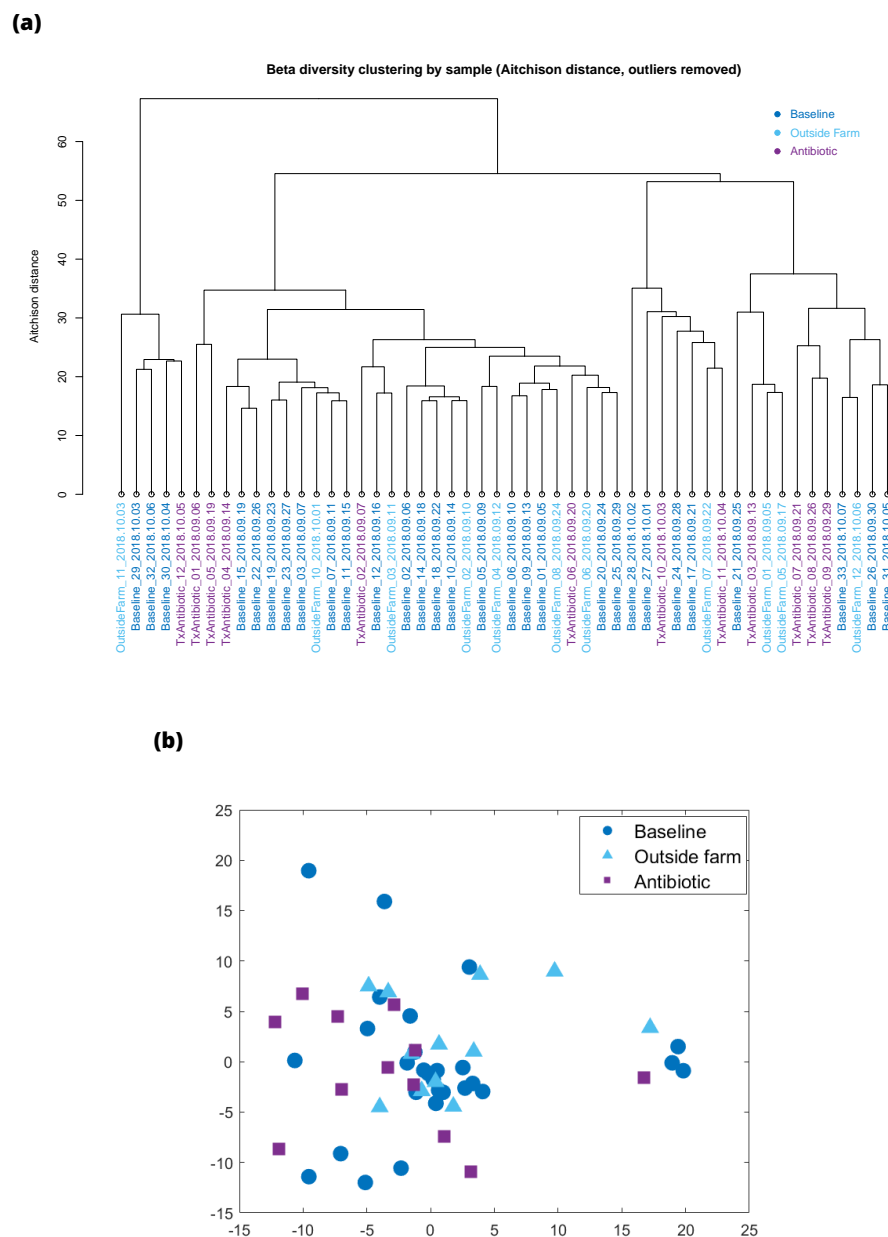 (a)
Beta diversity clustering by sample (Aitchison distance, outliers removed)
Baseline
Outside Farm
Antibiotic
Aitchison distance
60
50
40
30
20
10
0
OutsideFarm_11_2018.10.03
Baseline_29_2018.10.03
Baseline_32_2018.10.06
Baseline_30_2018.10.04
TxAntibiotic_12_2018.10.05
TxAntibiotic_01_2018.09.06
TxAntibiotic_05_2018.09.19
TxAntibiotic_04_2018.09.14
Baseline_15_2018.09.19
Baseline_22_2018.09.26
Baseline_19_2018.09.23
Baseline_23_2018.09.27
Baseline_03_2018.09.07
OutsideFarm_10_2018.10.01
Baseline_07_2018.09.11
Baseline_11_2018.09.15
TxAntibiotic_02_2018.09.07
Baseline_12_2018.09.16
OutsideFarm_03_2018.09.11
Baseline_02_2018.09.06
Baseline_14_2018.09.18
Baseline_18_2018.09.22
Baseline_10_2018.09.14
OutsideFarm_02_2018.09.10
Baseline_05_2018.09.09
OutsideFarm_04_2018.09.12
Baseline_06_2018.09.10
Baseline_09_2018.09.13
Baseline_01_2018.09.05
OutsideFarm_08_2018.09.24
TxAntibiotic_06_2018.09.20
OutsideFarm_06_2018.09.20
Baseline_20_2018.09.24
Baseline_25_2018.09.29
Baseline_28_2018.10.02
Baseline_27_2018.10.01
TxAntibiotic_10_2018.10.03
Baseline_24_2018.09.28
Baseline_17_2018.09.21
OutsideFarm_07_2018.09.22
TxAntibiotic_11_2018.10.04
Baseline_21_2018.09.25
TxAntibiotic_03_2018.09.13
OutsideFarm_01_2018.09.05
OutsideFarm_05_2018.09.17
TxAntibiotic_07_2018.09.21
TxAntibiotic_08_2018.09.26
TxAntibiotic_09_2018.09.29
Baseline_33_2018.10.07
OutsideFarm_12_2018.10.06
Baseline_26_2018.09.30
Baseline_31_2018.10.05
(b)
25
20
15
10
5
0
-5
-10
-15
Baseline
Outside farm
Antibiotic
-15 -10 -5 0 5 10 15 20 25